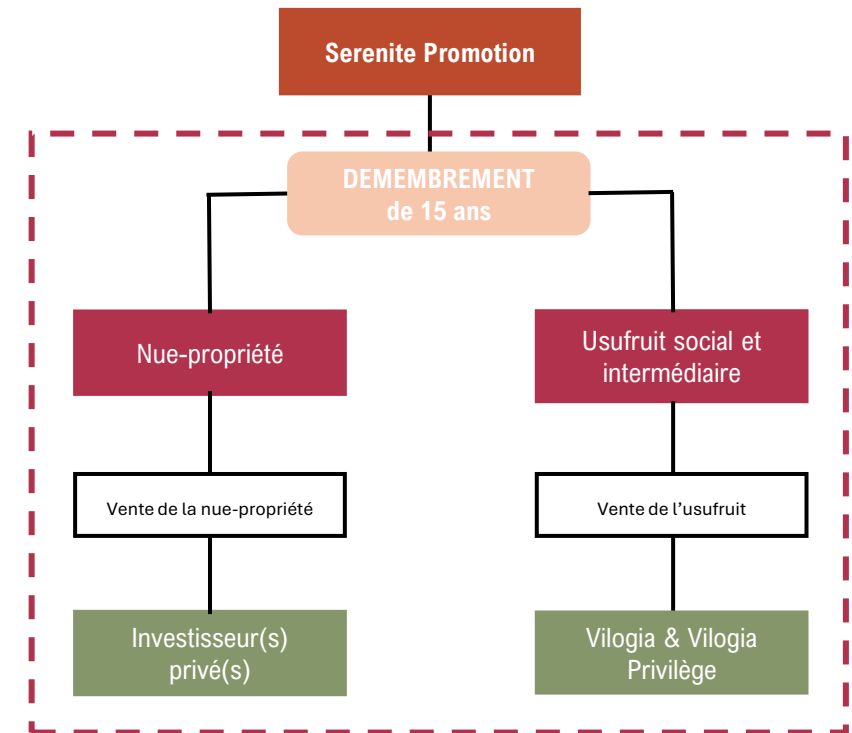 Serenite Promotion
DEMEMBREMENT
de 15 ans
Nue-propriété
Usufruit social et
intermédiaire
Vente de la nue-propriété
Vente de l'usufruit
Investisseur(s)
privé(s)
Vilogia & Vilogia
Privilège